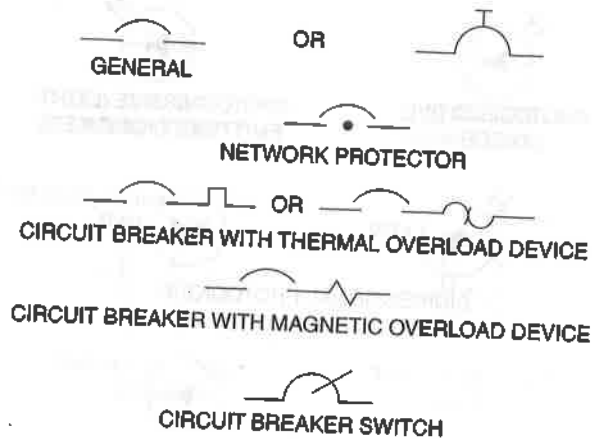 OR
GENERAL
NETWORK PROTECTOR
OR
CIRCUIT BREAKER WITH THERMAL OVERLOAD DEVICE
CIRCUIT BREAKER WITH MAGNETIC OVERLOAD DEVICE
CIRCUIT BREAKER SWITCH